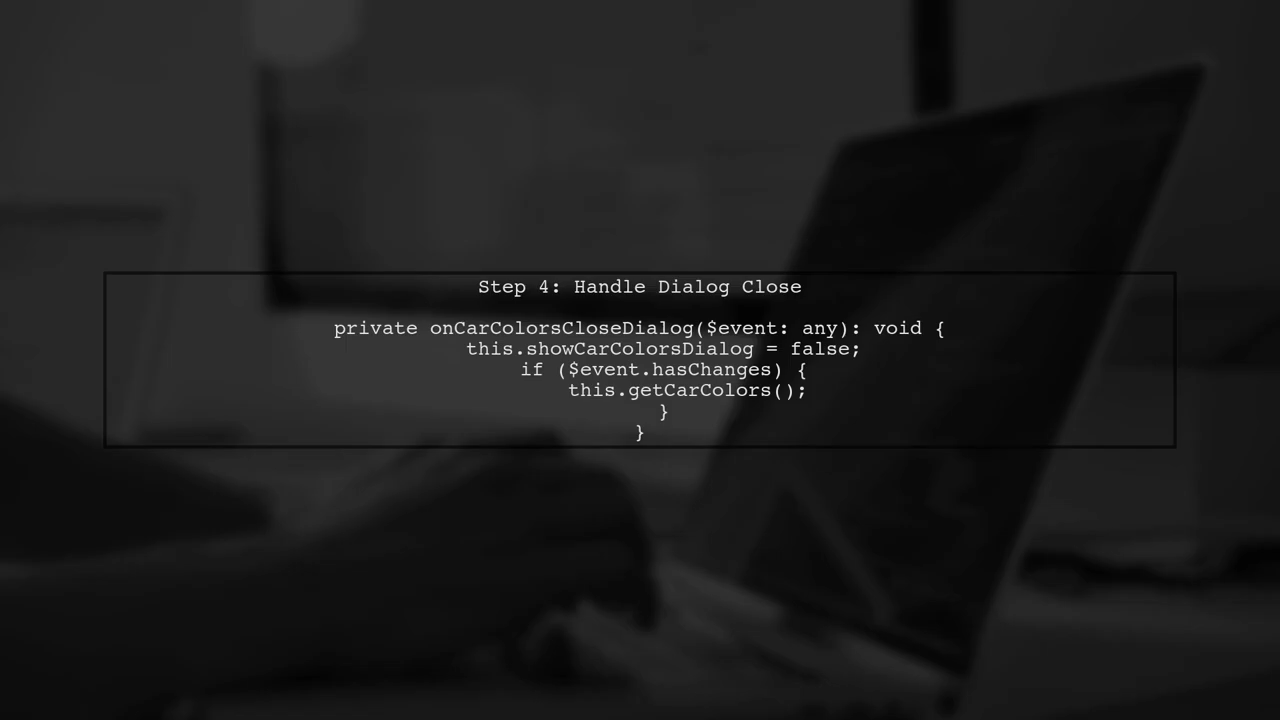 Step 4: Handle Dialog Close
private onCarColorsCloseDialog($event: any): void {
this.showCarColorsDialog = false;
if ($event.hasChanges) {
this.getCarColors();
}
}